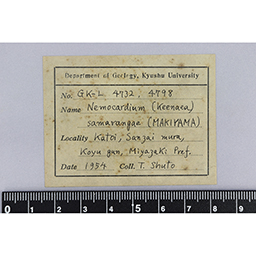 Department of Geology, Kyushu University
No. GK-L 4732, 4798
Name Nemocardium (Keenaea)
samarangae (MAKIYAMA)
Locality Katoi, Sanzai mura,
Koyu gun, Miyazaki Pref.
Date 1954 Coll. T. Shuto
0 1 2 3 4 5 6 7 8 9